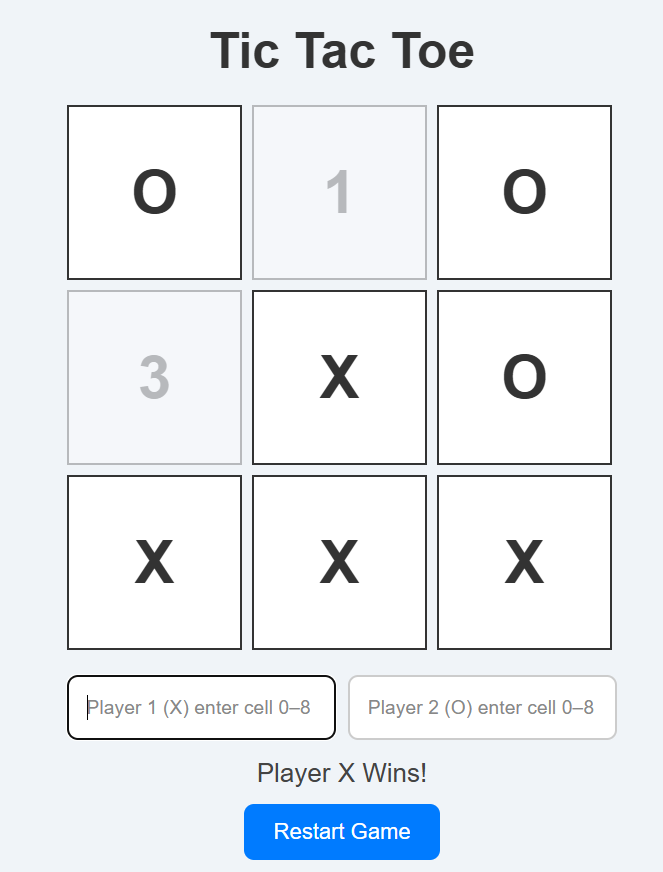 Tic Tac Toe
O 1 O
3 X O
X X X
Player 1 (X) enter cell 0–8 Player 2 (O) enter cell 0–8
Player X Wins!
Restart Game